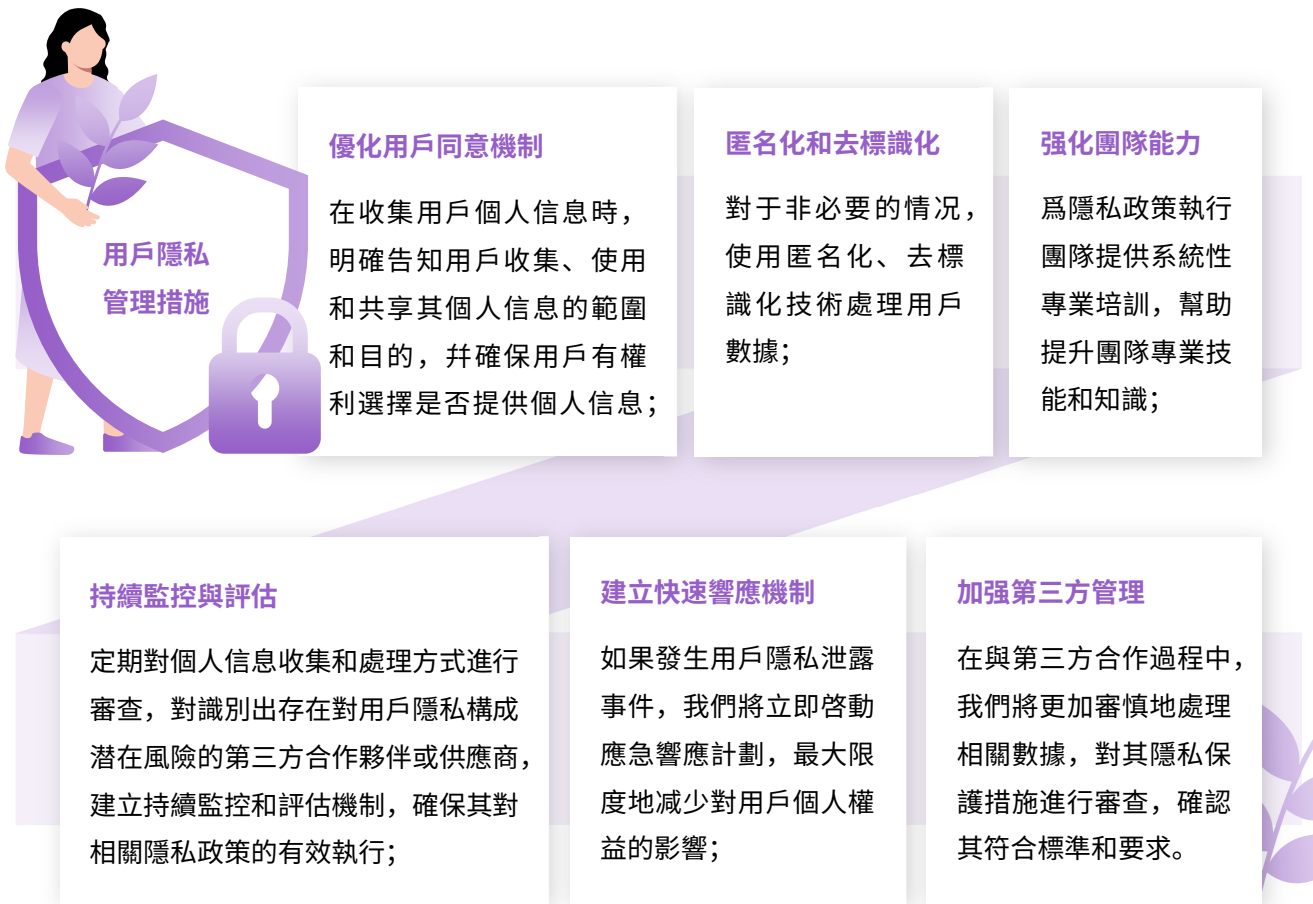 用戶隱私
管理措施
優化用戶同意機制
在收集用戶個人信息時，
明確告知用戶收集、使用
和共享其個人信息的範圍
和目的，幷確保用戶有權
利選擇是否提供個人信息；
匿名化和去標識化
對于非必要的情況，
使用匿名化、去標
識化技術處理用戶
數據；
强化團隊能力
爲隱私政策執行
團隊提供系統性
專業培訓，幫助
提升團隊專業技
能和知識；
持續監控與評估
定期對個人信息收集和處理方式進行
審查，對識別出存在對用戶隱私構成
潜在風險的第三方合作夥伴或供應商，
建立持續監控和評估機制，確保其對
相關隱私政策的有效執行；
建立快速響應機制
如果發生用戶隱私泄露
事件，我們將立即啓動
應急響應計劃，最大限
度地减少對用戶個人權
益的影響；
加强第三方管理
在與第三方合作過程中，
我們將更加審慎地處理
相關數據，對其隱私保
護措施進行審查，確認
其符合標準和要求。